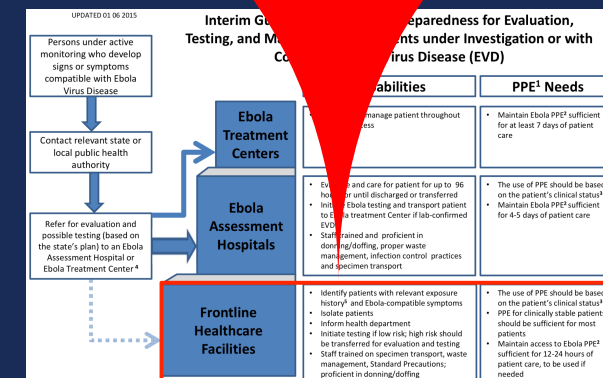 UPDATED 01 06 2015
Interim eparedness for Evaluation,
Testing, and ents under Investigation or with
irus Disease (EVD)
Persons under active
monitoring who develop
signs or symptoms
compatible with Ebola
Virus Disease
Contact relevant state or
local public health
authority
Refer for evaluation and
possible testing (based on
the state's plan) to an Ebola
Assessment Hospital or
Ebola Treatment Center ⁴
Ebola
Treatment
Centers
Ebola
Assessment
Hospitals
Frontline
Healthcare
Facilities
abilities
manage patient throughout
ess
• and care for patient for up to 96
or until discharged or transferred
• Ebola testing and transport patient
to treatment Center if lab-confirmed
EVD
• Staff trained and proficient in
donning/doffing, proper waste
management, infection control practices
and specimen transport
• Identify patients with relevant exposure
history⁵ and Ebola-compatible symptoms
• Isolate patients
• Inform health department
• Initiate testing if low risk; high risk should
be transferred for evaluation and testing
• Staff trained on specimen transport, waste
management, Standard Precautions;
proficient in donning/doffing
PPE¹ Needs
• Maintain Ebola PPE² sufficient
for at least 7 days of patient
care
• The use of PPE should be based
on the patient's clinical status³
• Maintain Ebola PPE² sufficient
for 4-5 days of patient care
• The use of PPE should be based
on the patient's clinical status³
• PPE for clinically stable patients
should be sufficient for most
patients
• Maintain access to Ebola PPE²
sufficient for 12-24 hours of
patient care, to be used if
needed